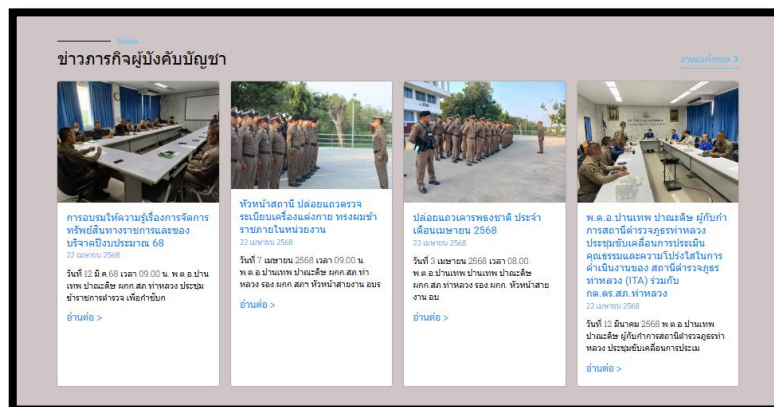 News
ข่าวภารกิจผู้บังคับบัญชา
อ่านผลทั้งหมด >
การอบรมให้ความรู้เรื่องการจัดการ
ทรัพย์สินทางราชการและของ
บริจาคปีงบประมาณ 68
22 เมษายน 2568
วันที่ 12 มี.ค.68 เวลา 09.00 น. พ.ต.อ.ปาน
เทพ ปาณะดิษ ผกก.สภ.ท่าหลวง ประชุม
ข้าราชการตำรวจ เพื่อกำชับก
อ่านต่อ >
หัวหน้าสถานี ปล่อยแถวตรวจ
ระเบียบเครื่องแต่งกาย ทรงผมข้า
ราชภายในหน่วยงาน
22 เมษายน 2568
วันที่ 7 เมษายน 2568 เวลา 09.00 น.
พ.ต.อ.ปานเทพ ปาณะดิษ ผกก.สภ.ท่า
หลวง รอง ผกก.สภฯ หัวหน้าสายงาน อบร
อ่านต่อ >
ปล่อยแถวเคารพธงชาติ ประจำ
เดือนเมษายน 2568
22 เมษายน 2568
วันที่ 3 เมษายน 2568 เวลา 08.00
พ.ต.อ.ปานเทพ ปานเทพ ปาณะดิษ
ผกก.สภ.ท่าหลวง รอง.ผกก. หัวหน้าสาย
งาน อบ
อ่านต่อ >
พ.ต.อ.ปานเทพ ปาณะดิษ ผู้กำกับ
การสถานีตำรวจภูธรท่าหลวง
ประชุมขับเคลื่อนการประเมิน
คุณธรรมและความโปร่งใสในการ
ดำเนินงานของ สถานีตำรวจภูธร
ท่าหลวง (ITA) ร่วมกับ
กต.ตร.สภ.ท่าหลวง
22 เมษายน 2568
วันที่ 12 มีนาคม 2568 พ.ต.อ.ปานเทพ
ปาณะดิษ ผู้กำกับการสถานีตำรวจภูธรท่า
หลวง ประชุมขับเคลื่อนการประเม
อ่านต่อ >